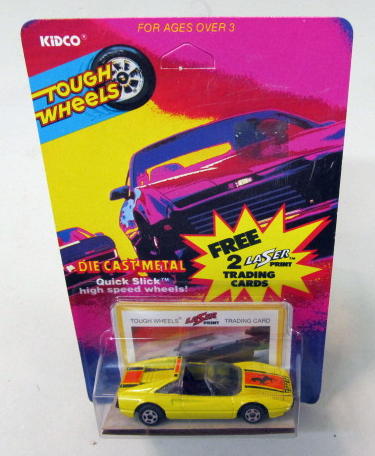 FOR AGES OVER 3
KIDCO®
TOUGH
WHEELS
FREE
2 LASER PRINT™
TRADING
CARDS
DIE CAST METAL
Quick Slick™
high speed wheels!
TOUGH WHEELS™ LASER PRINT TRADING CARD